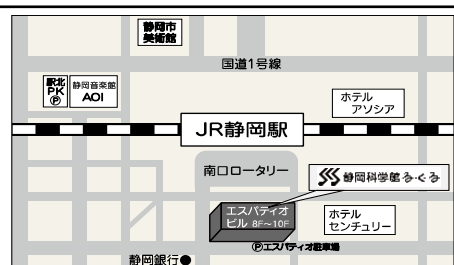 静岡市
美術館
国道1号線
駅北
PK
Ⓟ
静岡音楽館
AOI
ホテル
アソシア
JR静岡駅
南口ロータリー
静岡科学館る・く・る
エスパティオ
ビル 8F～10F
ホテル
センチュリー
Ⓟエスパティオ駐車場
静岡銀行●